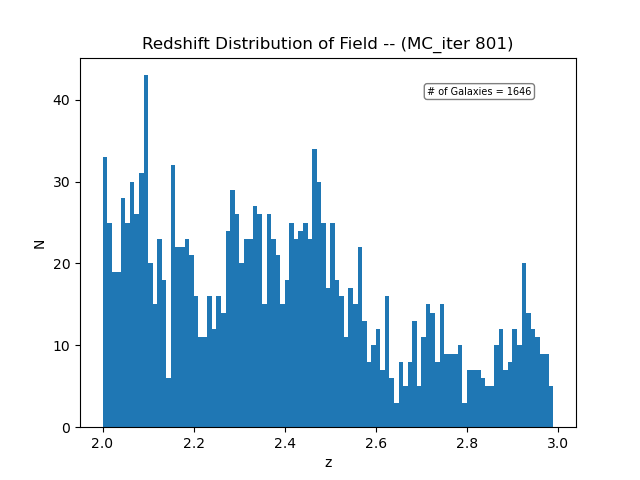 Redshift Distribution of Field -- (MC_iter 801)
# of Galaxies = 1646
40
30
20
10
0
N
2.0 2.2 2.4 2.6 2.8 3.0
z